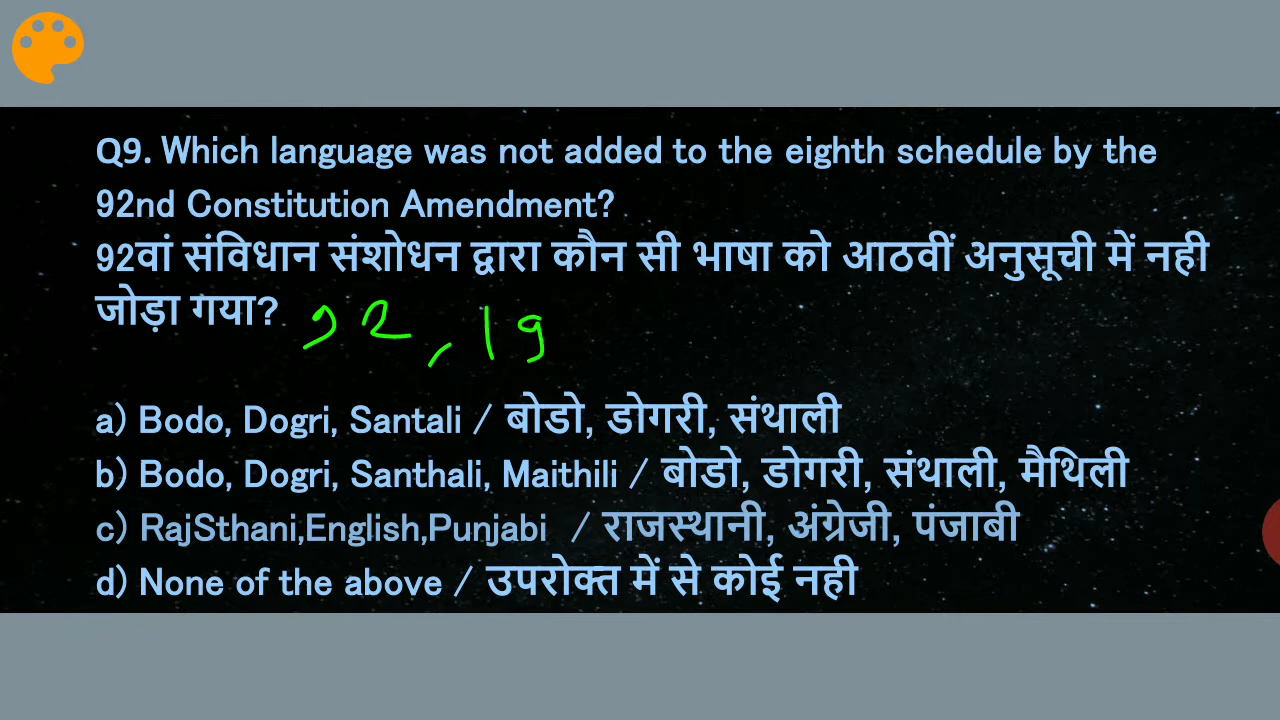 Q9. Which language was not added to the eighth schedule by the
92nd Constitution Amendment?
92वां संविधान संशोधन द्वारा कौन सी भाषा को आठवीं अनुसूची में नही
जोड़ा गया?
92, 19
a) Bodo, Dogri, Santali / बोडो, डोगरी, संथाली
b) Bodo, Dogri, Santhali, Maithili / बोडो, डोगरी, संथाली, मैथिली
c) RajSthani,English,Punjabi / राजस्थानी, अंग्रेजी, पंजाबी
d) None of the above / उपरोक्त में से कोई नही